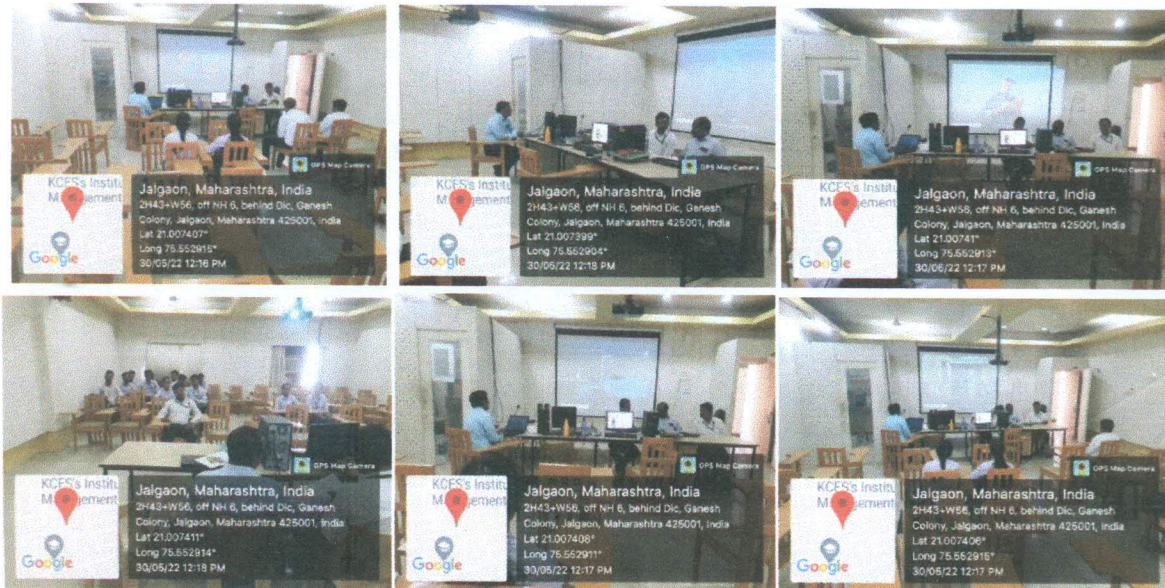 GPS Map Camera
KCES's Institu
Management
Google
Jalgaon, Maharashtra, India
2H43+W56, off NH 6, behind Dic, Ganesh
Colony, Jalgaon, Maharashtra 425001, India
Lat 21.007407°
Long 75.552915°
30/05/22 12:16 PM
GPS Map Camera
KCES's Institu
Management
Google
Jalgaon, Maharashtra, India
2H43+W56, off NH 6, behind Dic, Ganesh
Colony, Jalgaon, Maharashtra 425001, India
Lat 21.007399°
Long 75.552904°
30/05/22 12:18 PM
GPS Map Camera
KCES's Institu
Management
Google
Jalgaon, Maharashtra, India
2H43+W56, off NH 6, behind Dic, Ganesh
Colony, Jalgaon, Maharashtra 425001, India
Lat 21.00741°
Long 75.552913°
30/05/22 12:17 PM
GPS Map Camera
KCES's Institu
Management
Google
Jalgaon, Maharashtra, India
2H43+W56, off NH 6, behind Dic, Ganesh
Colony, Jalgaon, Maharashtra 425001, India
Lat 21.007411°
Long 75.552914°
30/05/22 12:18 PM
GPS Map Camera
KCES's Institu
Management
Google
Jalgaon, Maharashtra, India
2H43+W56, off NH 6, behind Dic, Ganesh
Colony, Jalgaon, Maharashtra 425001, India
Lat 21.007408°
Long 75.552911°
30/05/22 12:17 PM
GPS Map Camera
KCES's Institu
Management
Google
Jalgaon, Maharashtra, India
2H43+W56, off NH 6, behind Dic, Ganesh
Colony, Jalgaon, Maharashtra 425001, India
Lat 21.007406°
Long 75.552915°
30/05/22 12:17 PM